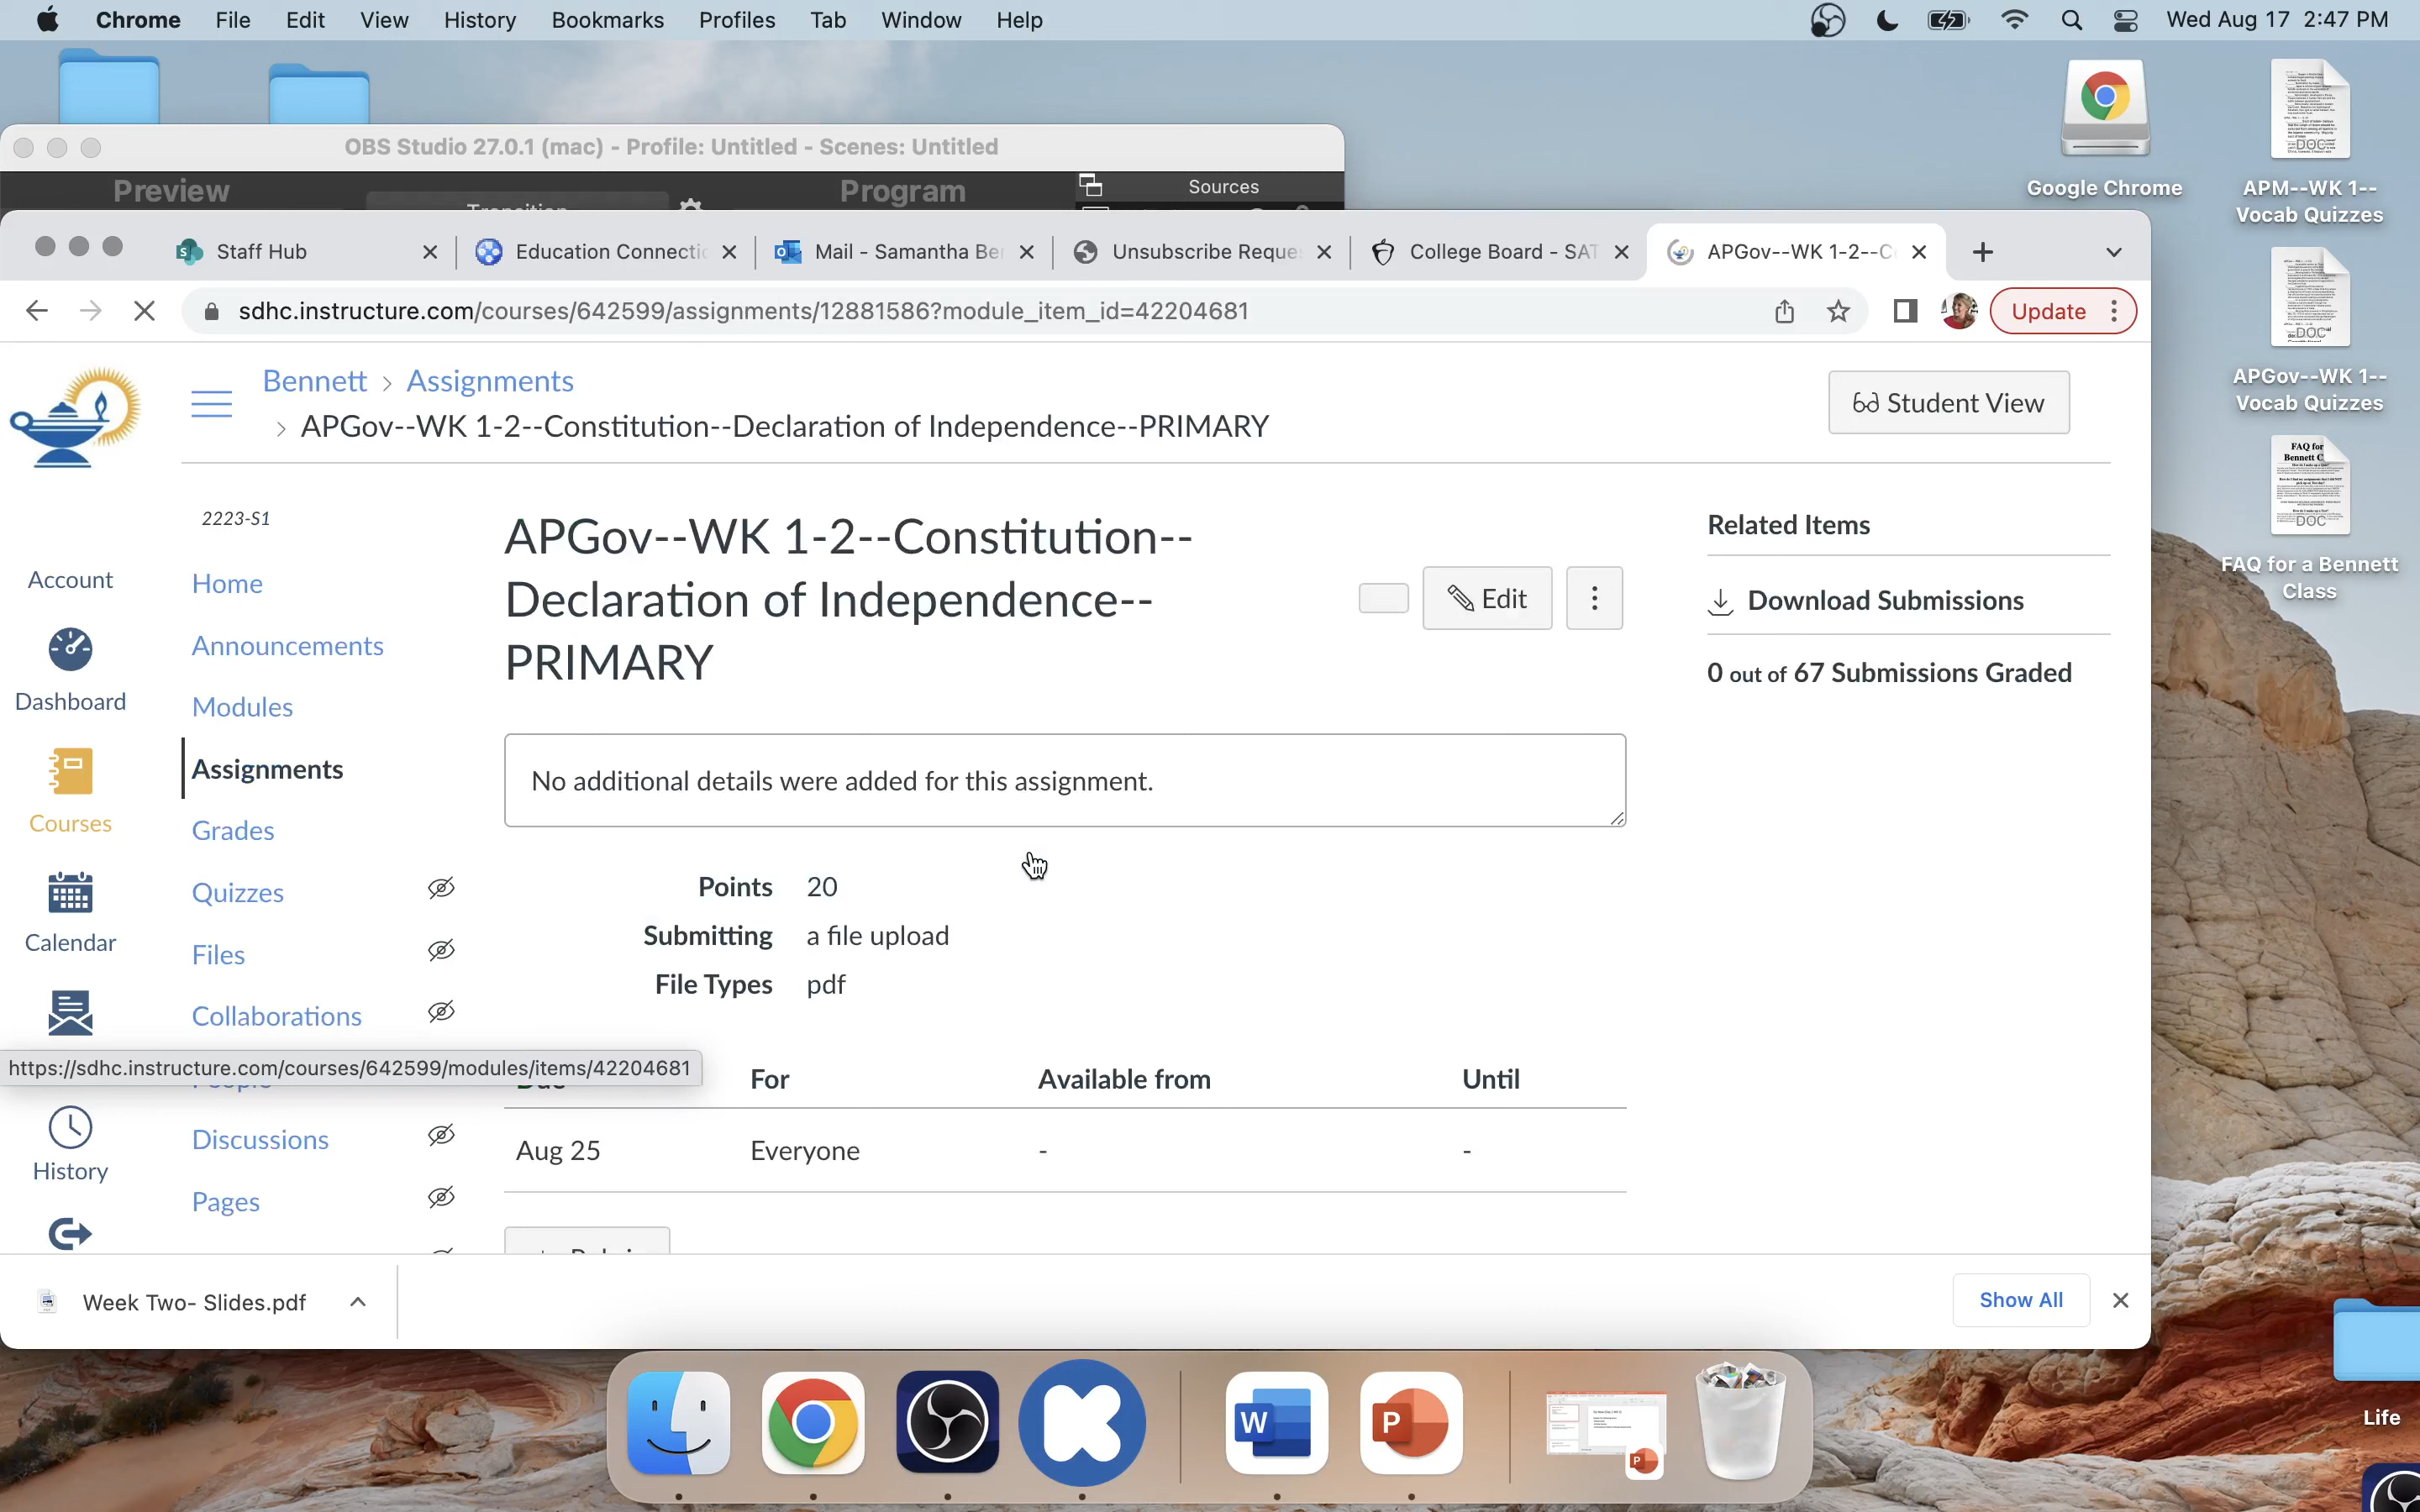 Chrome File Edit View History Bookmarks Profiles Tab Window Help
Wed Aug 17 2:47 PM
OBS Studio 27.0.1 (mac) - Profile: Untitled - Scenes: Untitled
Preview
Program
Sources
Google Chrome
APM--WK 1--
Vocab Quizzes
DOC
APGov--WK 1--
Vocab Quizzes
DOC
FAQ for a Bennett
Class
DOC
Life
Staff Hub
Education Connecti
Mail - Samantha Be
Unsubscribe Reque
College Board - SAT
APGov--WK 1-2--C
sdhc.instructure.com/courses/642599/assignments/12881586?module_item_id=42204681
Update
Bennett > Assignments
> APGov--WK 1-2--Constitution--Declaration of Independence--PRIMARY
Student View
Account
Dashboard
Courses
Calendar
History
2223-S1
Home
Announcements
Modules
Assignments
Grades
Quizzes
Files
Collaborations
Discussions
Pages
APGov--WK 1-2--Constitution--
Declaration of Independence--
PRIMARY
Edit
No additional details were added for this assignment.
Points 20
Submitting a file upload
File Types pdf
For Available from Until
Aug 25 Everyone - -
Related Items
Download Submissions
0 out of 67 Submissions Graded
https://sdhc.instructure.com/courses/642599/modules/items/42204681
Week Two- Slides.pdf
Show All
W
P
P